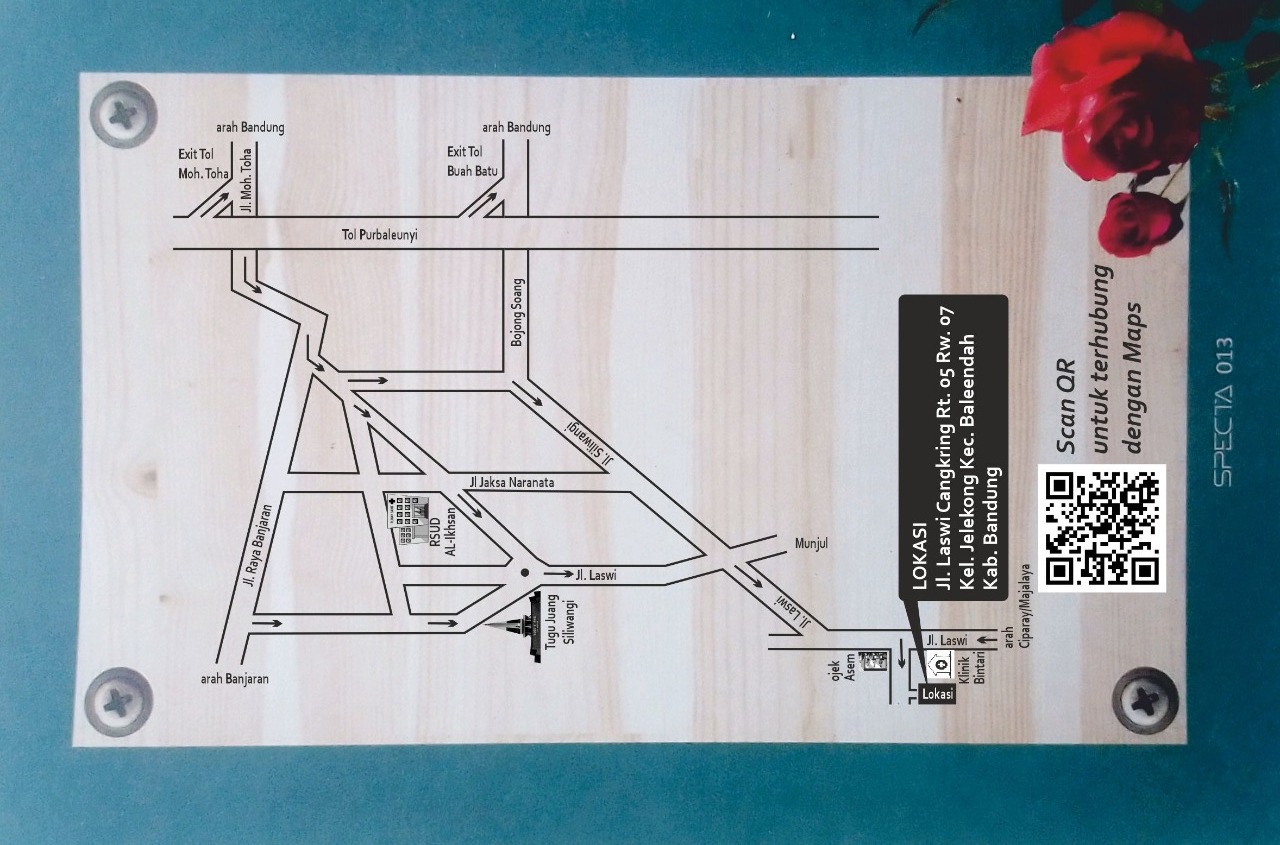 arah Bandung
arah Bandung
Exit Tol
Moh. Toha
Jl. Moh. Toha
Exit Tol
Buah Batu
Tol Purbaleunyi
Bojong Soang
Jl. Siliwangi
Jl Jaksa Naranata
Jl. Raya Banjaran
RSUD
AL-Ikhsan
Jl. Laswi
Munjul
Tugu Juang
Siliwangi
Jl. Laswi
arah Banjaran
ojek
Asem
Jl. Laswi
arah
Ciparay/Majalaya
Klinik
Bintari
Lokasi
LOKASI
Jl. Laswi Cangkring Rt. 05 Rw. 07
Kel. Jelekong Kec. Baleendah
Kab. Bandung
Scan QR
untuk terhubung
dengan Maps
SPECTA 013